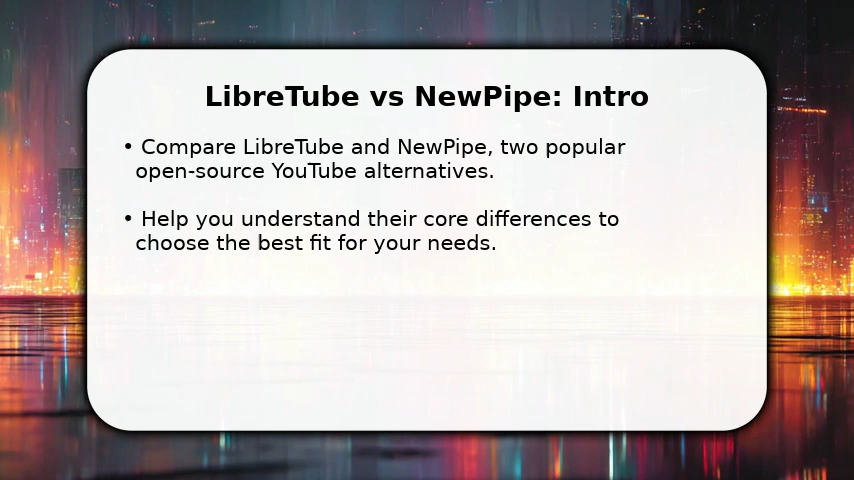 LibreTube vs NewPipe: Intro
• Compare LibreTube and NewPipe, two popular
open-source YouTube alternatives.
• Help you understand their core differences to
choose the best fit for your needs.